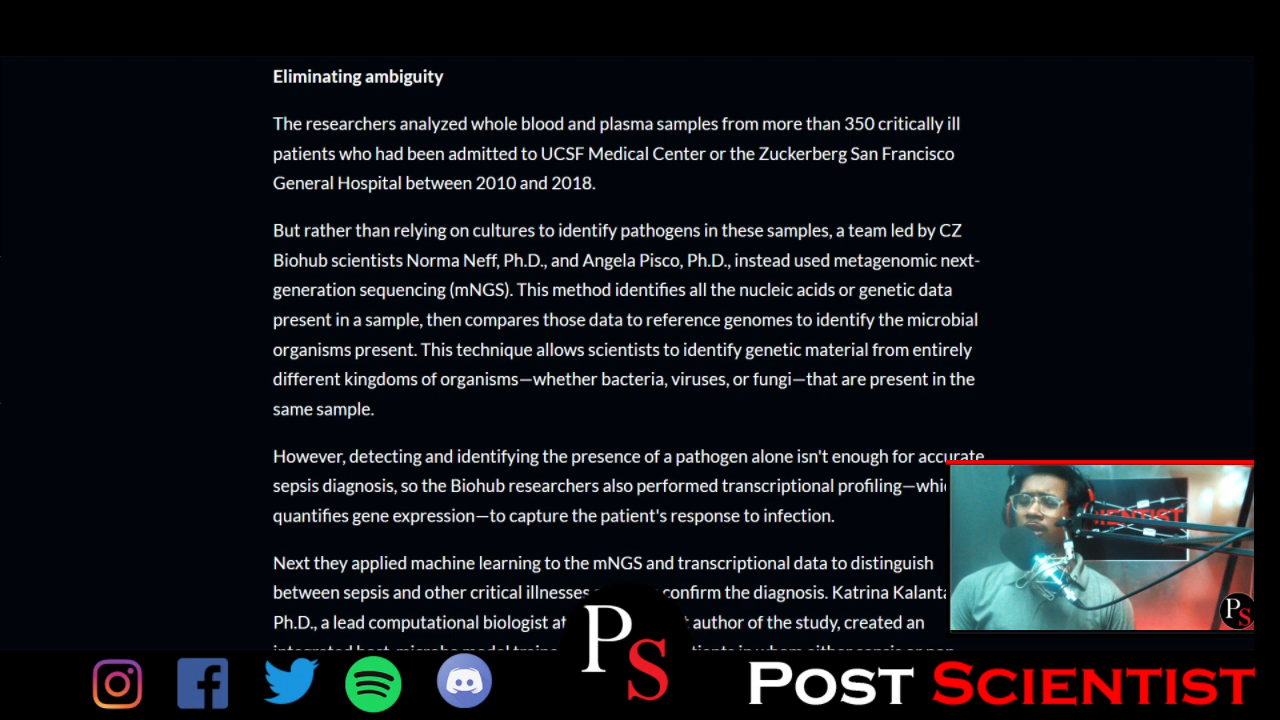 Eliminating ambiguity
The researchers analyzed whole blood and plasma samples from more than 350 critically ill
patients who had been admitted to UCSF Medical Center or the Zuckerberg San Francisco
General Hospital between 2010 and 2018.
But rather than relying on cultures to identify pathogens in these samples, a team led by CZ
Biohub scientists Norma Neff, Ph.D., and Angela Pisco, Ph.D., instead used metagenomic next-
generation sequencing (mNGS). This method identifies all the nucleic acids or genetic data
present in a sample, then compares those data to reference genomes to identify the microbial
organisms present. This technique allows scientists to identify genetic material from entirely
different kingdoms of organisms—whether bacteria, viruses, or fungi—that are present in the
same sample.
However, detecting and identifying the presence of a pathogen alone isn't enough for accurate
sepsis diagnosis, so the Biohub researchers also performed transcriptional profiling—
quantifies gene expression—to capture the patient's response to infection.
Next they applied machine learning to the mNGS and transcriptional data to distinguish
between sepsis and other critical illnesses confirm the diagnosis. Katrina
Ph.D., a lead computational biologist at author of the study, created an
PS
PS
POST SCIENTIST